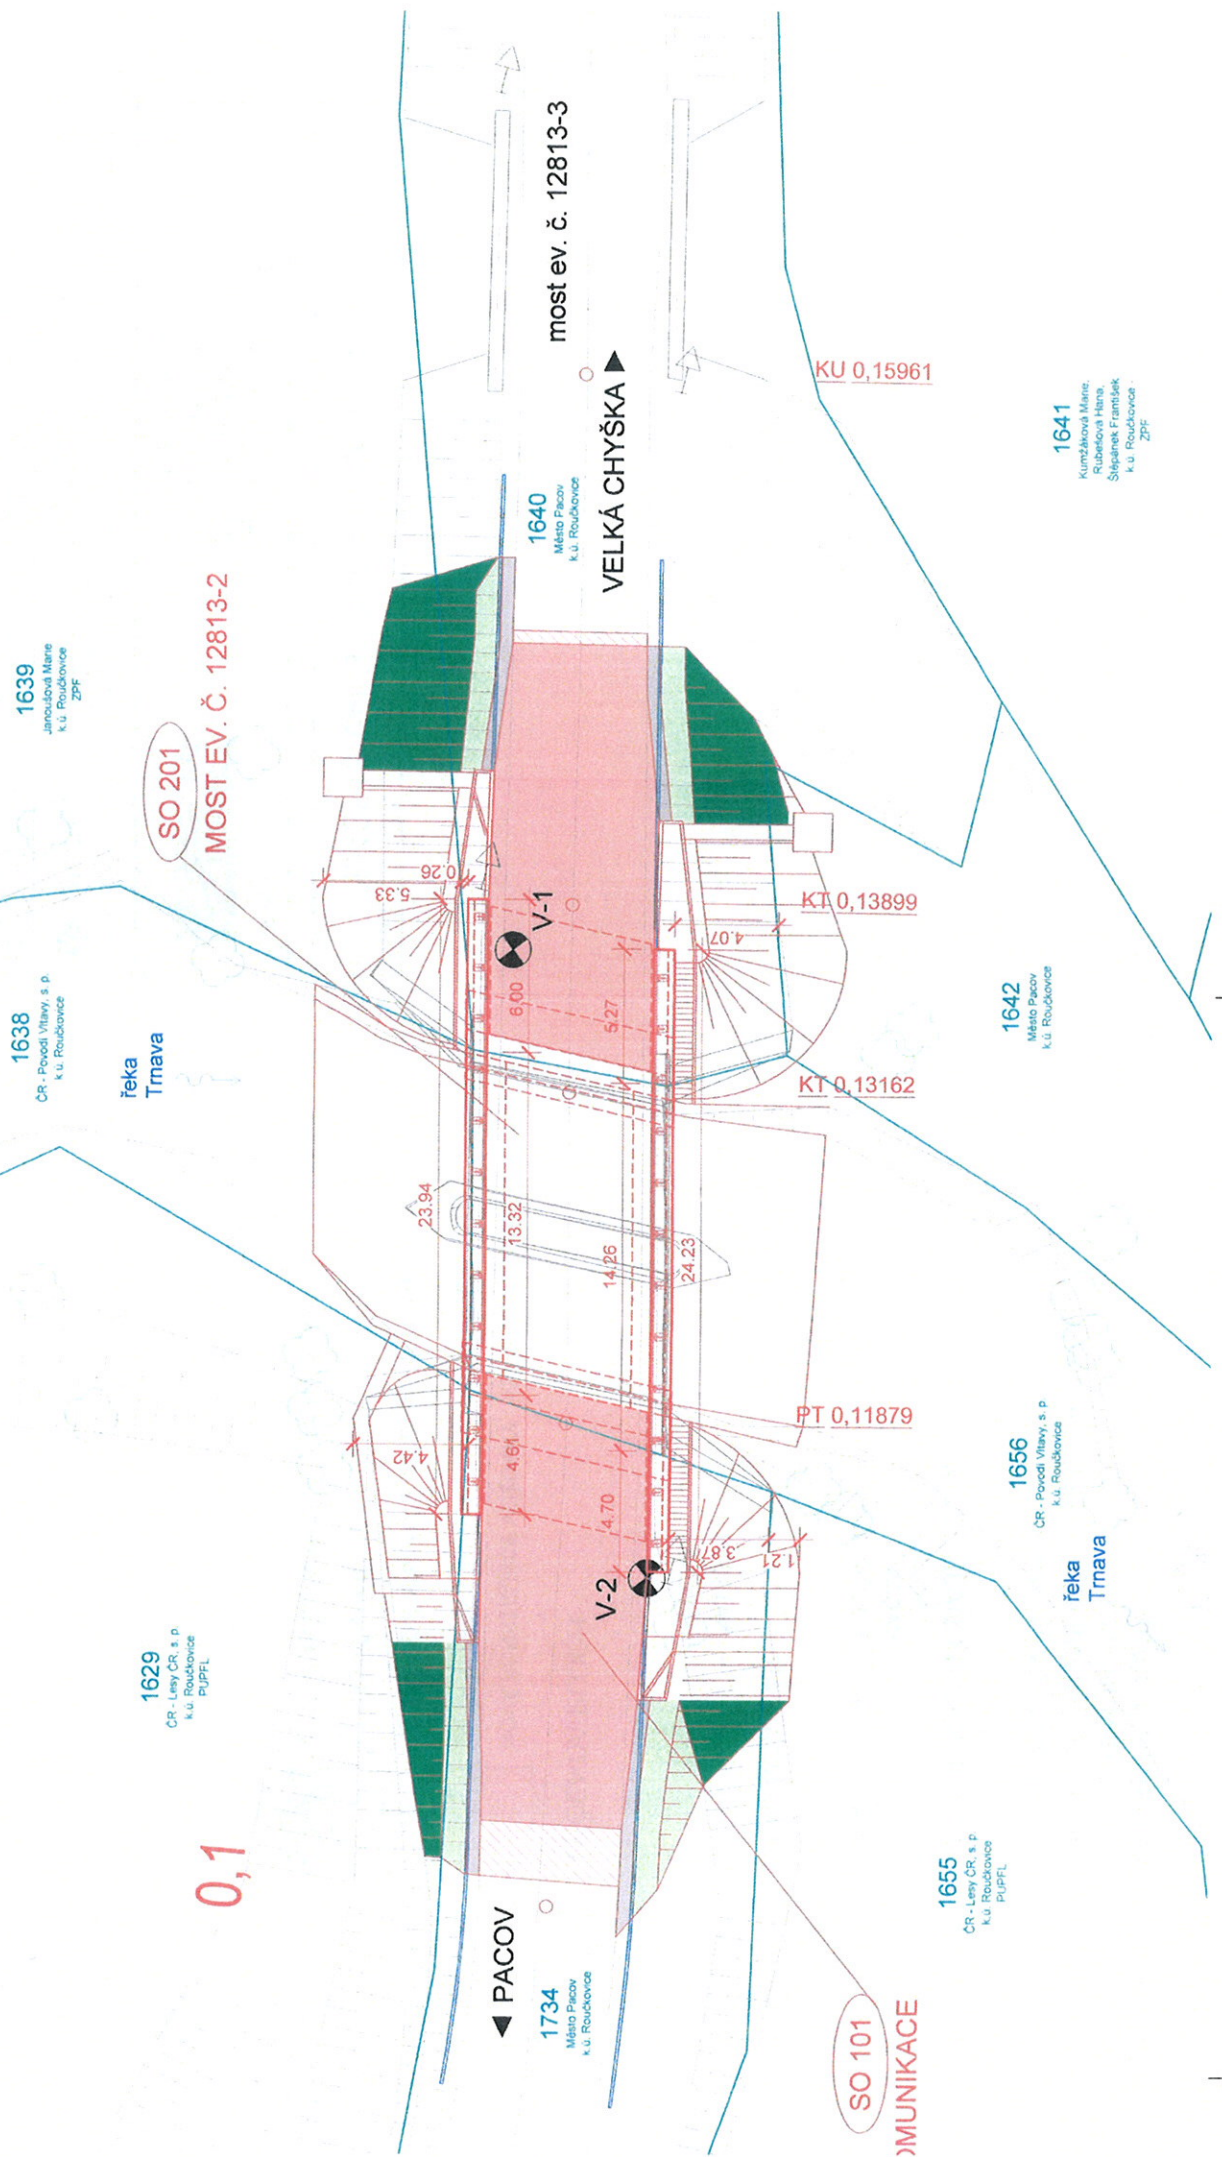 1639
Janoušová Marie
k.ú. Roučkovice
ZPF
SO 201
MOST EV. Č. 12813-2
1638
ČR - Povodí Vltavy, s. p.
k.ú. Roučkovice
řeka
Trnava
1629
ČR - Lesy ČR, s. p.
k.ú. Roučkovice
PUPFL
0,1
most ev. č. 12813-3
VELKÁ CHYŠKA
1640
Město Pacov
k.ú. Roučkovice
0.26
5.33
V-1
6.00
5.27
4.07
23.94
13.32
14.26
24.23
4.42
4.61
4.70
V-2
3.87
1.21
PACOV
1734
Město Pacov
k.ú. Roučkovice
KU 0,15961
KT 0,13899
KT 0,13162
PT 0,11879
1641
Rubešová Hana,
Štěpánek František
k.ú. Roučkovice
ZPF
1642
Město Pacov
k.ú. Roučkovice
1656
ČR - Povodí Vltavy, s. p.
k.ú. Roučkovice
řeka
Trnava
1655
ČR - Lesy ČR, s. p.
k.ú. Roučkovice
PUPFL
SO 101
OMUNIKACE